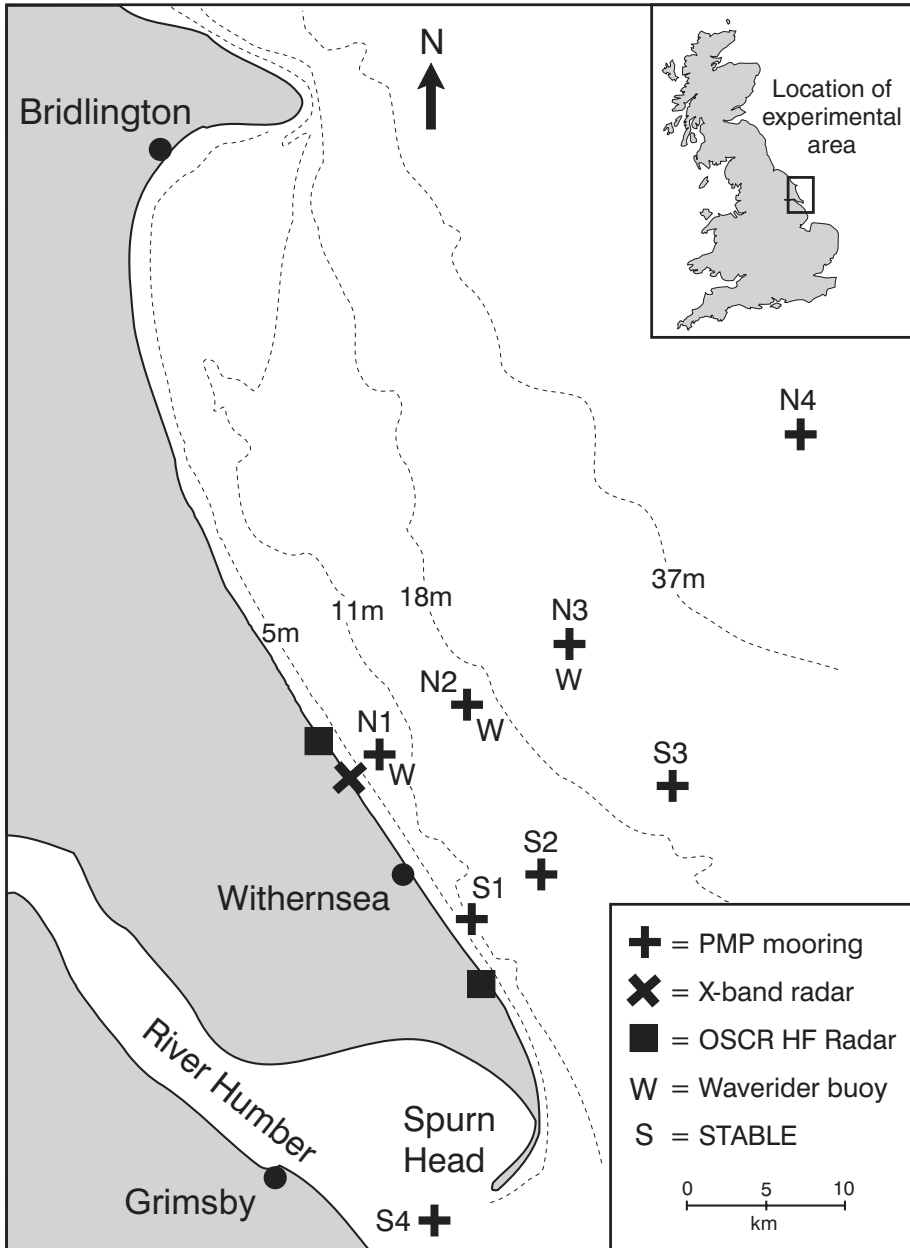 N
Bridlington
Location of
experimental
area
N4
37m
18m
11m
5m
N3
W
N2
W
N1
W
S3
S2
S1
Withernsea
River Humber
Spurn
Head
Grimsby
S4
= PMP mooring
= X-band radar
= OSCR HF Radar
W = Waverider buoy
S = STABLE
0 5 10
km